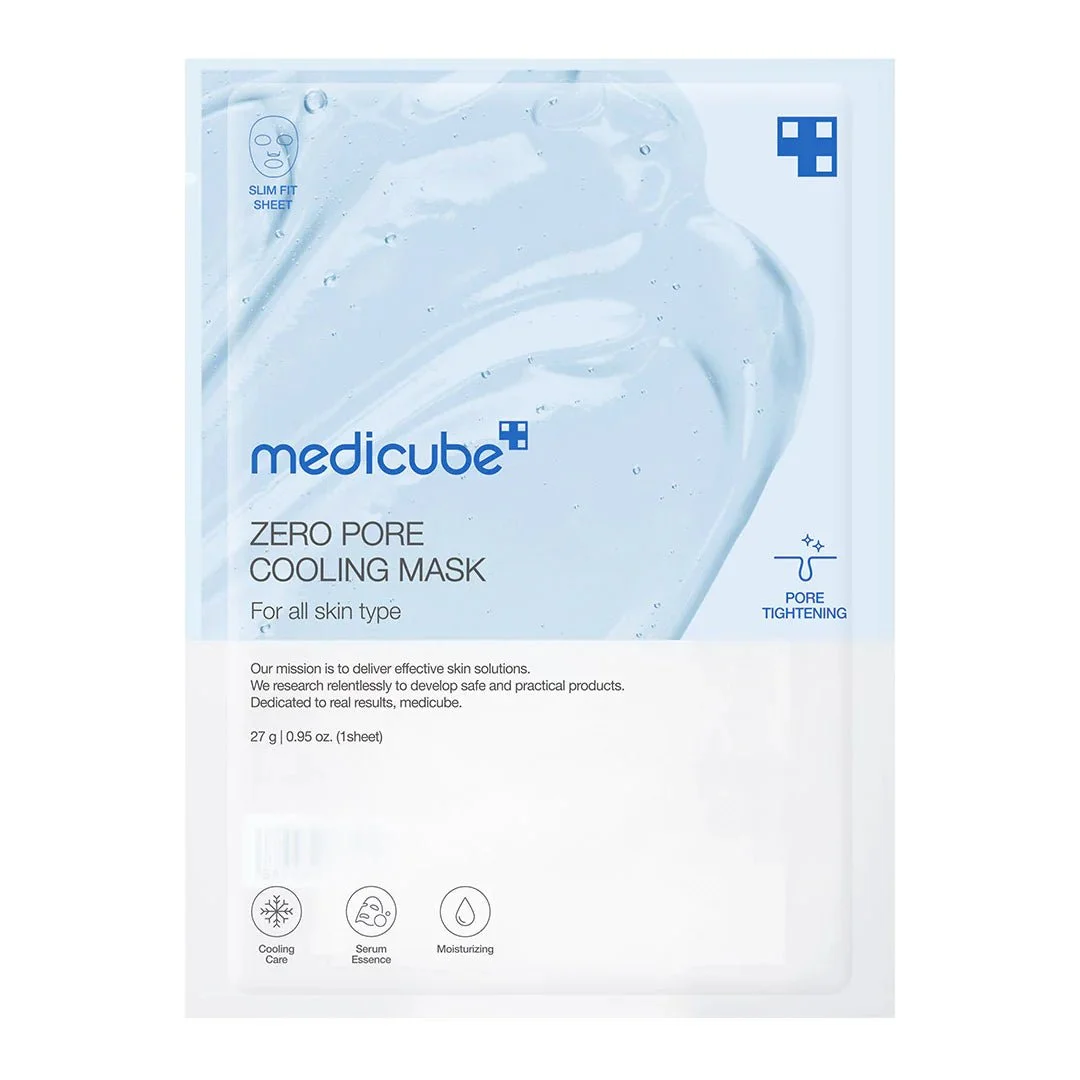 SLIM FIT
SHEET
medicube
ZERO PORE
COOLING MASK
For all skin type
PORE
TIGHTENING
Our mission is to deliver effective skin solutions.
We research relentlessly to develop safe and practical products.
Dedicated to real results, medicube.
27 g | 0.95 oz. (1sheet)
Cooling
Care
Serum
Essence
Moisturizing